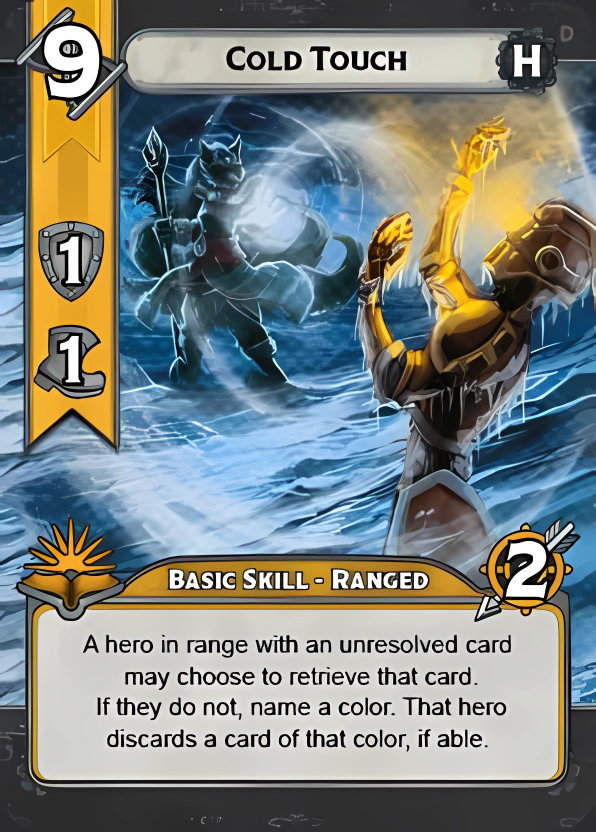 9
COLD TOUCH
H
D
1
1
BASIC SKILL - RANGED
2
A hero in range with an unresolved card
may choose to retrieve that card.
If they do not, name a color. That hero
discards a card of that color, if able.